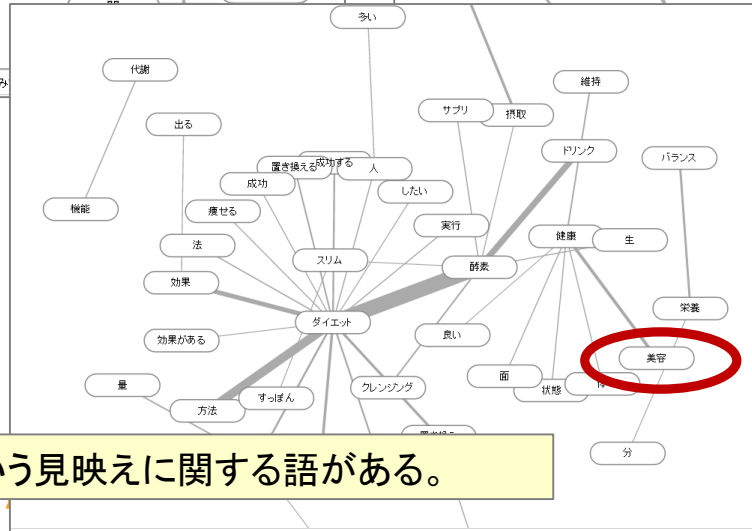 多い
代謝
維持
み
サプリ
摂取
出る
ドリンク
バランス
置き換える
成功する
人
成功
したい
機能
痩せる
実行
健康
生
法
スリム
酵素
効果
栄養
ダイエット
効果がある
良い
美容
面
状態
量
すっぽん
クレンジング
方法
分
いう見映えに関する語がある。